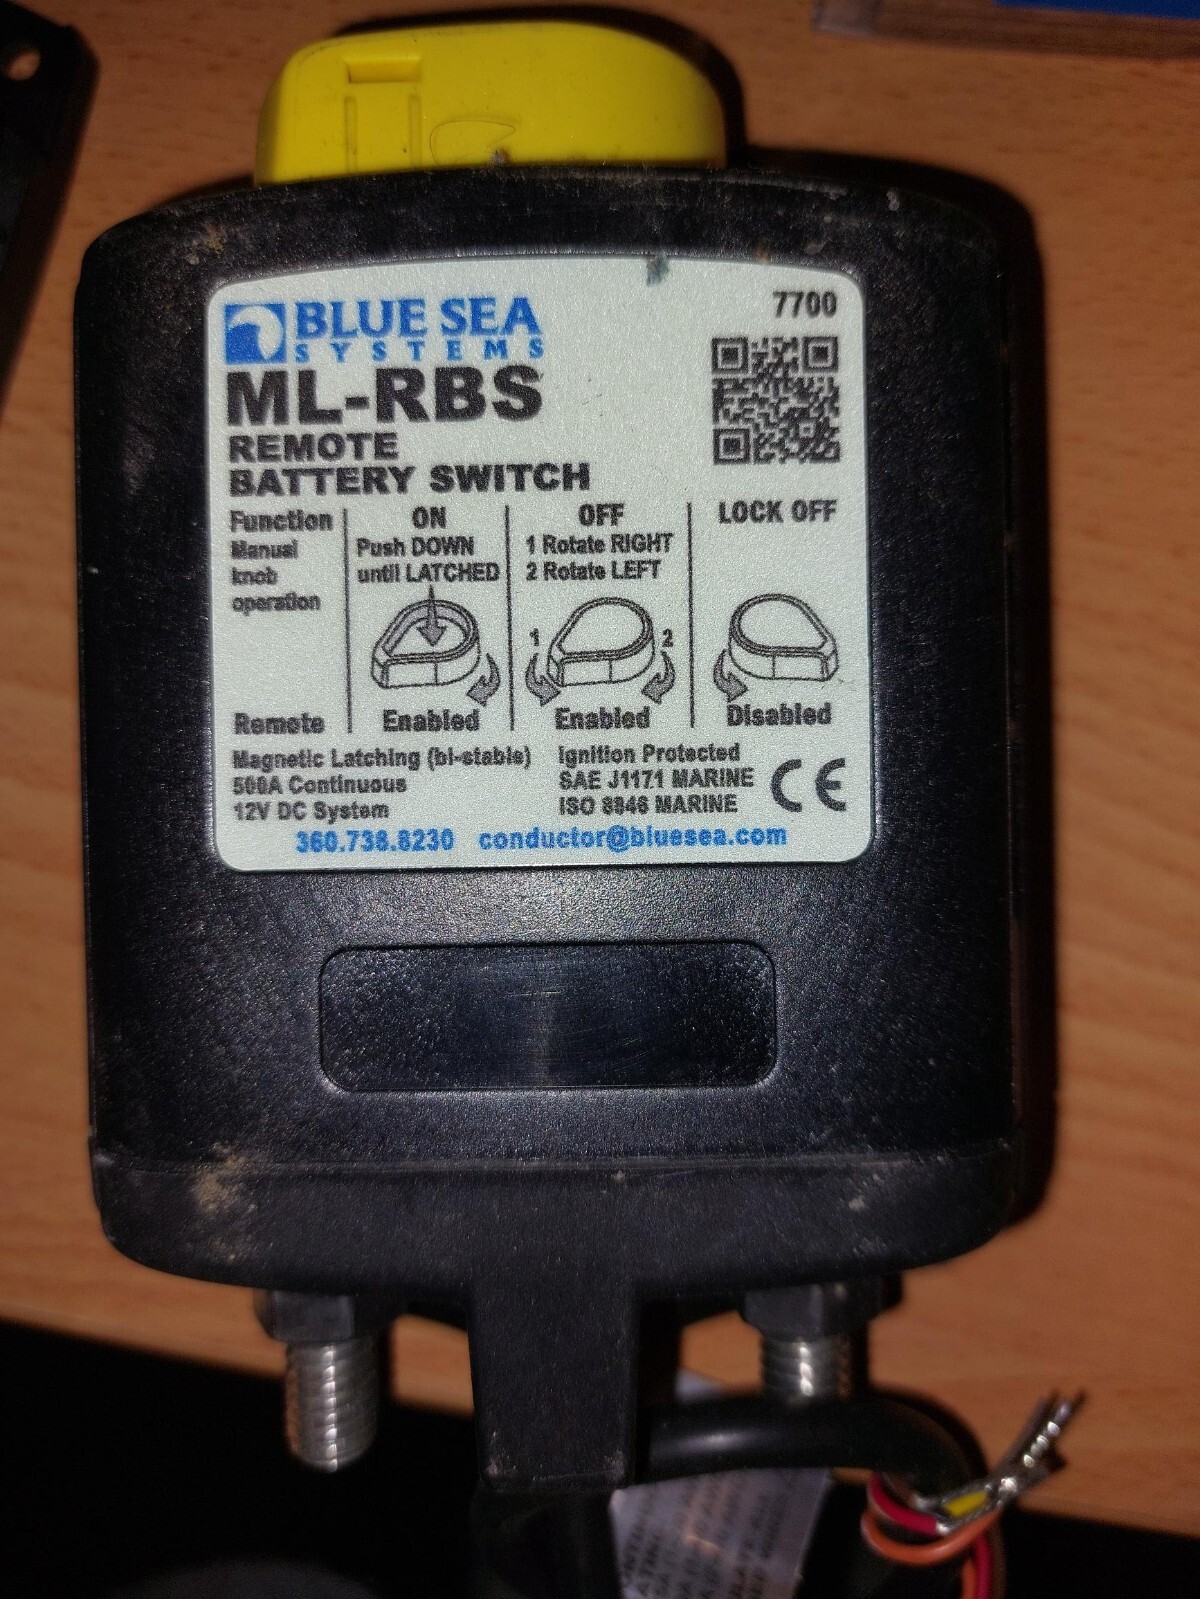 BLUE SEA
SYSTEMS
7700
ML-RBS
REMOTE
BATTERY SWITCH
Function
Manual
knob
operation
Remote
ON
Push DOWN
until LATCHED
Enabled
OFF
1 Rotate RIGHT
2 Rotate LEFT
1 2
Enabled
LOCK OFF
Disabled
Magnetic Latching (bi-stable)
500A Continuous
12V DC System
Ignition Protected
SAE J1171 MARINE
ISO 8846 MARINE
CE
360.738.8230 conductor@bluesea.com